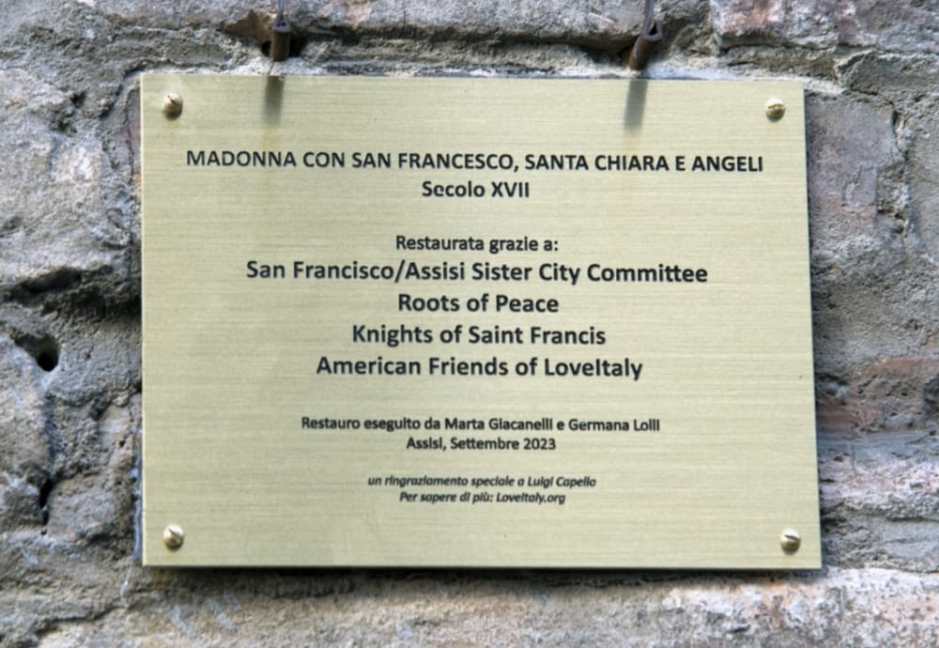 MADONNA CON SAN FRANCESCO, SANTA CHIARA E ANGELI
Secolo XVII
Restaurata grazie a:
San Francisco/Assisi Sister City Committee
Roots of Peace
Knights of Saint Francis
American Friends of LoveItaly
Restauro eseguito da Marta Giacanelli e Germana Lolli
Assisi, Settembre 2023
un ringraziamento speciale a Luigi Capello
Per sapere di più: LoveItaly.org